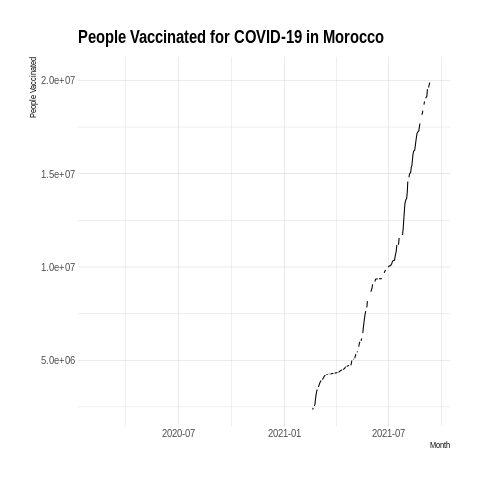 People Vaccinated for COVID-19 in Morocco
People Vaccinated
2.0e+07
1.5e+07
1.0e+07
5.0e+06
2020-07 2021-01 2021-07
Month